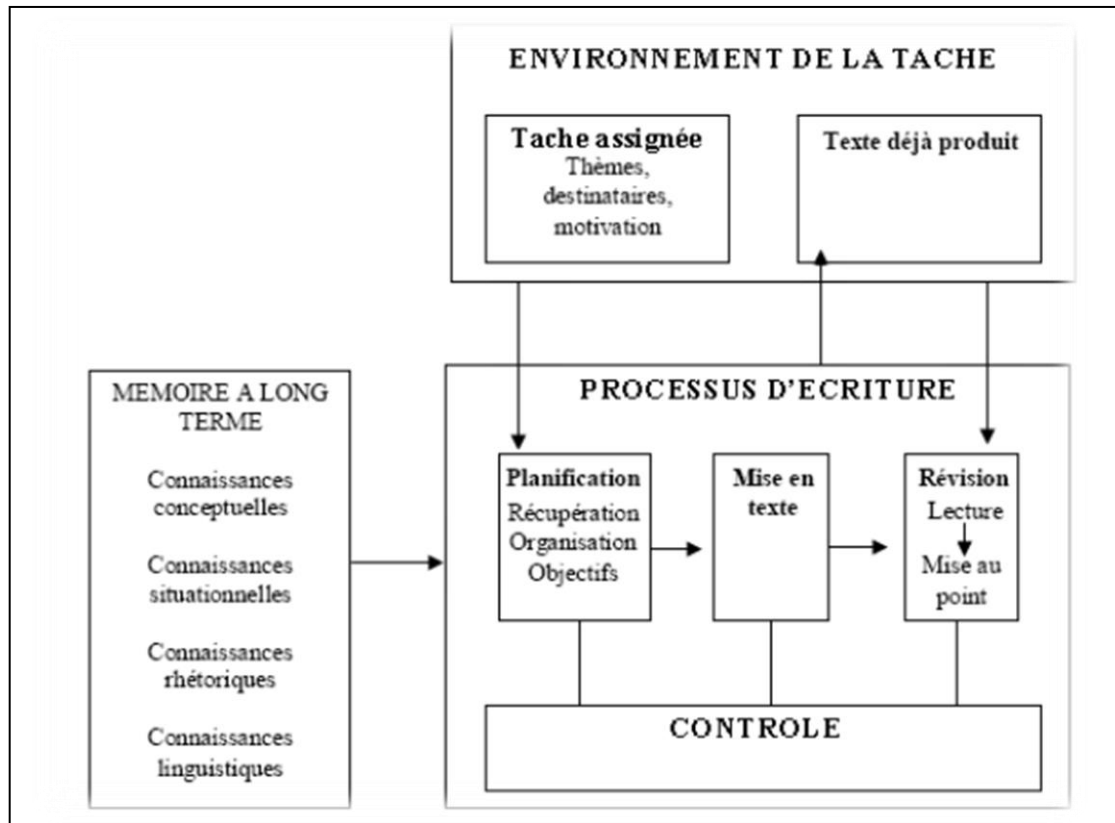 ENVIRONNEMENT DE LA TACHE
Tache assignée
Thèmes,
destinataires,
motivation
Texte déjà produit
MEMOIRE A LONG
TERME
Connaissances
conceptuelles
Connaissances
situationnelles
Connaissances
rhétoriques
Connaissances
linguistiques
PROCESSUS D'ECRITURE
Planification
Récupération
Organisation
Objectifs
Mise en
texte
Révision
Lecture
Mise au
point
CONTROLE